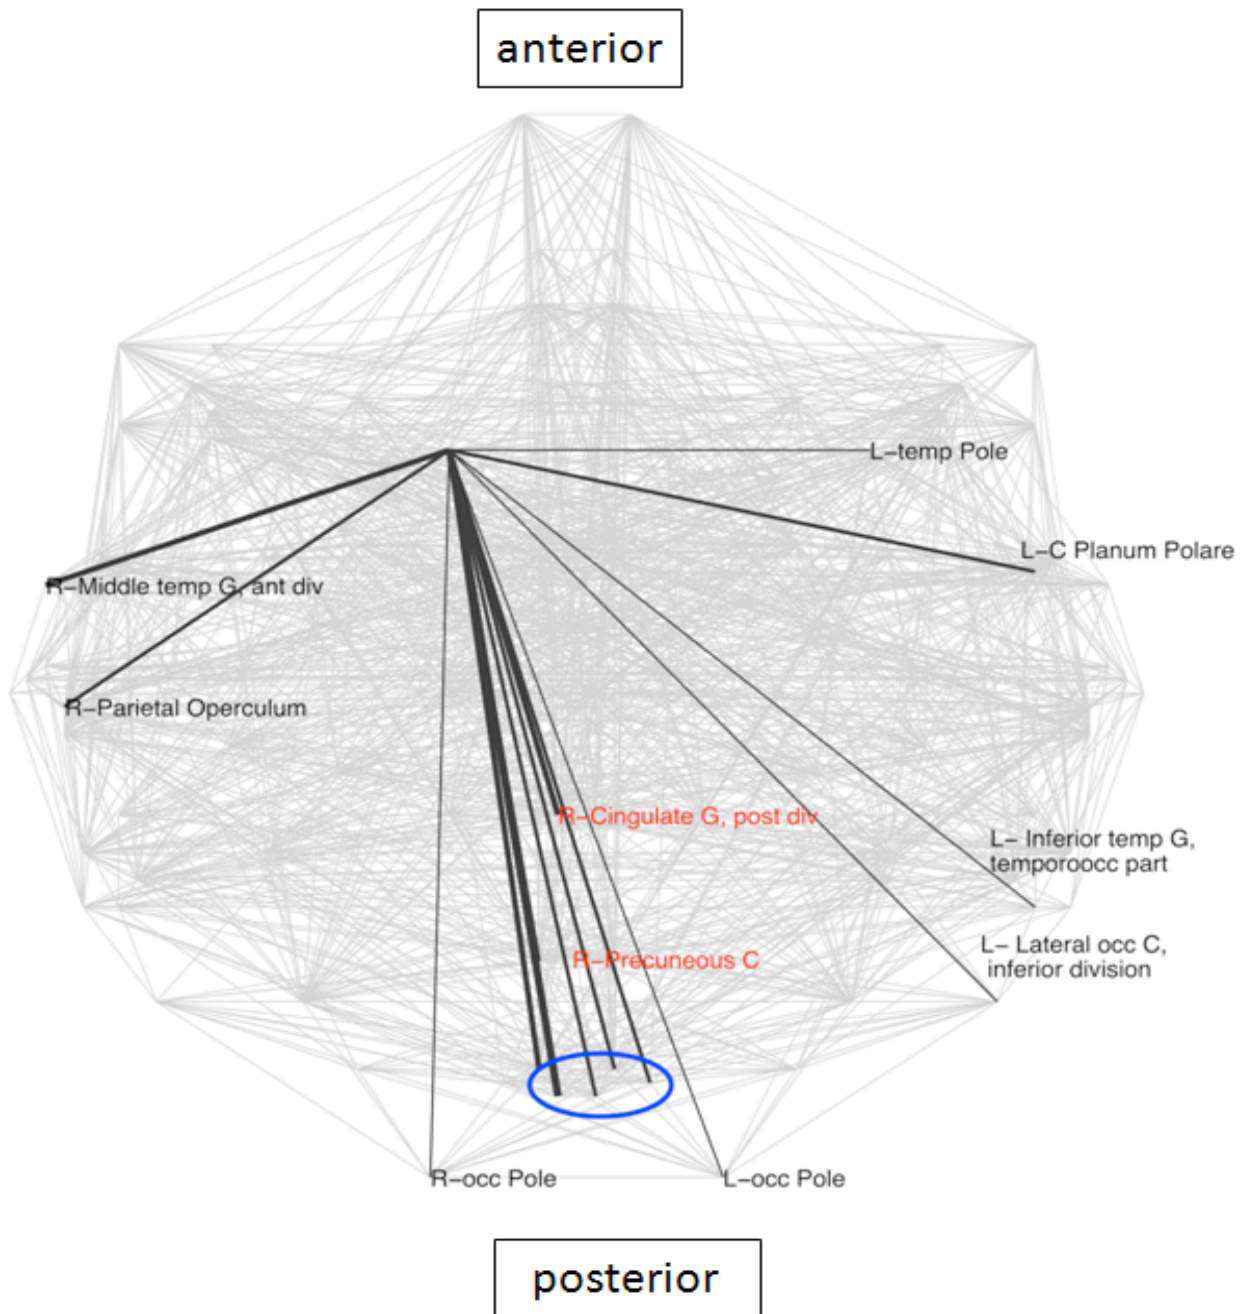 anterior
L−temp Pole
L−C Planum Polare
R−Middle temp G, ant div
R−Parietal Operculum
R−Cingulate G, post div
L− Inferior temp G,
temporoocc part
L− Lateral occ C,
inferior division
R−Precuneous C
R−occ Pole
L−occ Pole
posterior